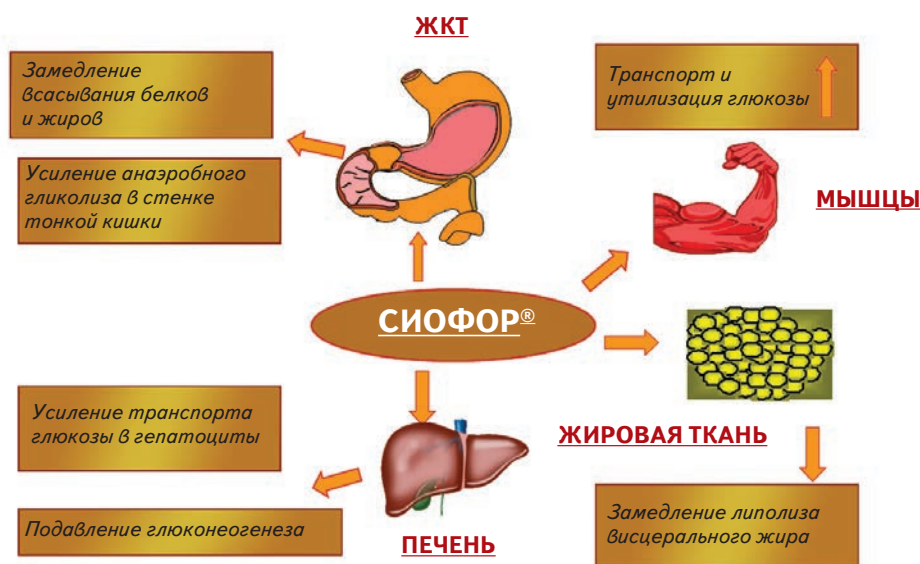 ЖКТ
Замедление
всасывания белков
и жиров
Усиление анаэробного
гликолиза в стенке
тонкой кишки
Транспорт и
утилизация глюкозы
МЫШЦЫ
СИОФОР®
Усиление транспорта
глюкозы в гепатоциты
Подавление глюконеогенеза
ПЕЧЕНЬ
ЖИРОВАЯ ТКАНЬ
Замедление липолиза
висцерального жира